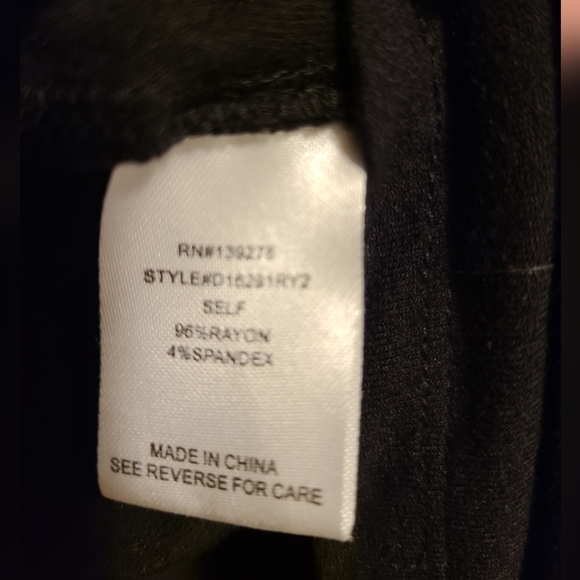 RN#139278
STYLE#D16291RY2
SELF
96%RAYON
4%SPANDEX
MADE IN CHINA
SEE REVERSE FOR CARE